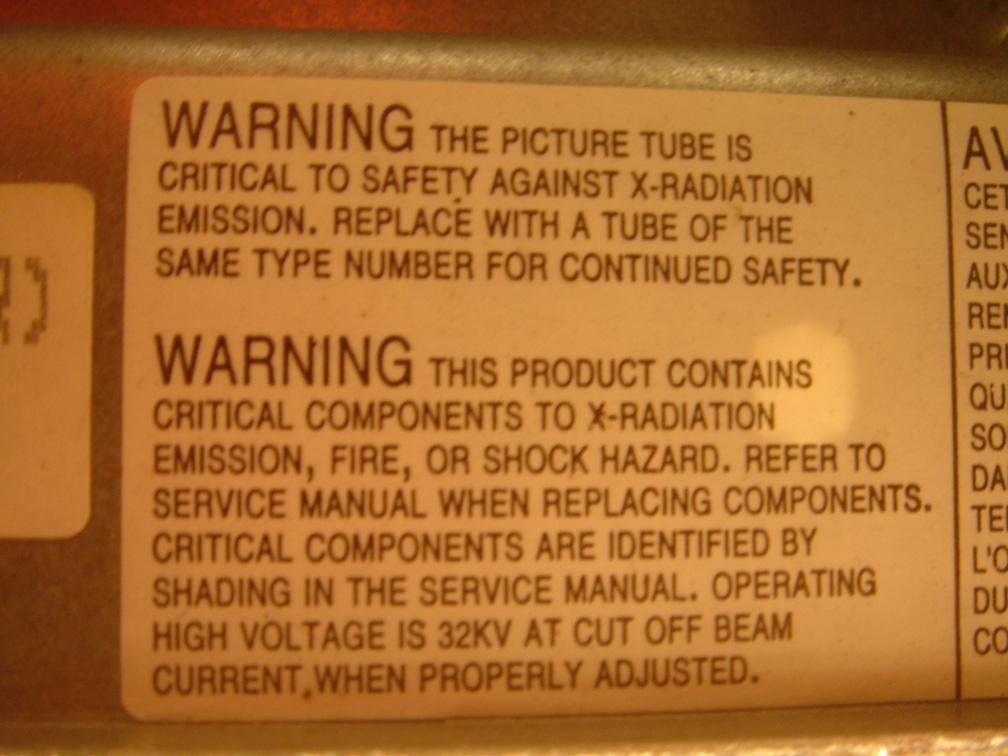 WARNING THE PICTURE TUBE IS
CRITICAL TO SAFETY AGAINST X-RADIATION
EMISSION. REPLACE WITH A TUBE OF THE
SAME TYPE NUMBER FOR CONTINUED SAFETY.
WARNING THIS PRODUCT CONTAINS
CRITICAL COMPONENTS TO X-RADIATION
EMISSION, FIRE, OR SHOCK HAZARD. REFER TO
SERVICE MANUAL WHEN REPLACING COMPONENTS.
CRITICAL COMPONENTS ARE IDENTIFIED BY
SHADING IN THE SERVICE MANUAL. OPERATING
HIGH VOLTAGE IS 32KV AT CUT OFF BEAM
CURRENT,WHEN PROPERLY ADJUSTED.